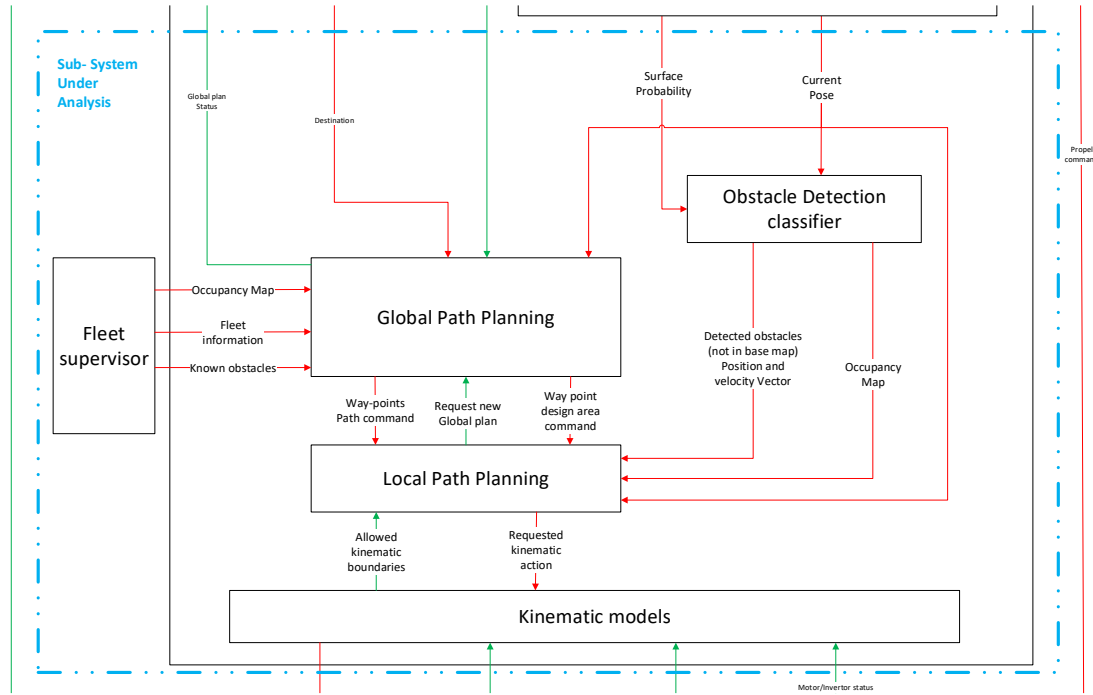 Sub- System
Under
Analysis
Global plan
Status
Destination
Surface
Probability
Current
Pose
Propel
comman
Obstacle Detection
classifier
Fleet
supervisor
Occupancy Map
Fleet
information
Known obstacles
Global Path Planning
Detected obstacles
(not in base map)
Position and
velocity Vector
Occupancy
Map
Way-points
Path command
Request new
Global plan
Way point
design area
command
Local Path Planning
Allowed
kinematic
boundaries
Requested
kinematic
action
Kinematic models
Motor/Invertor status